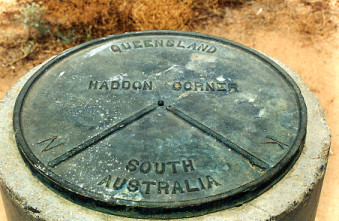 QUEENSLAND
HADDON CORNER
SOUTH
AUSTRALIA